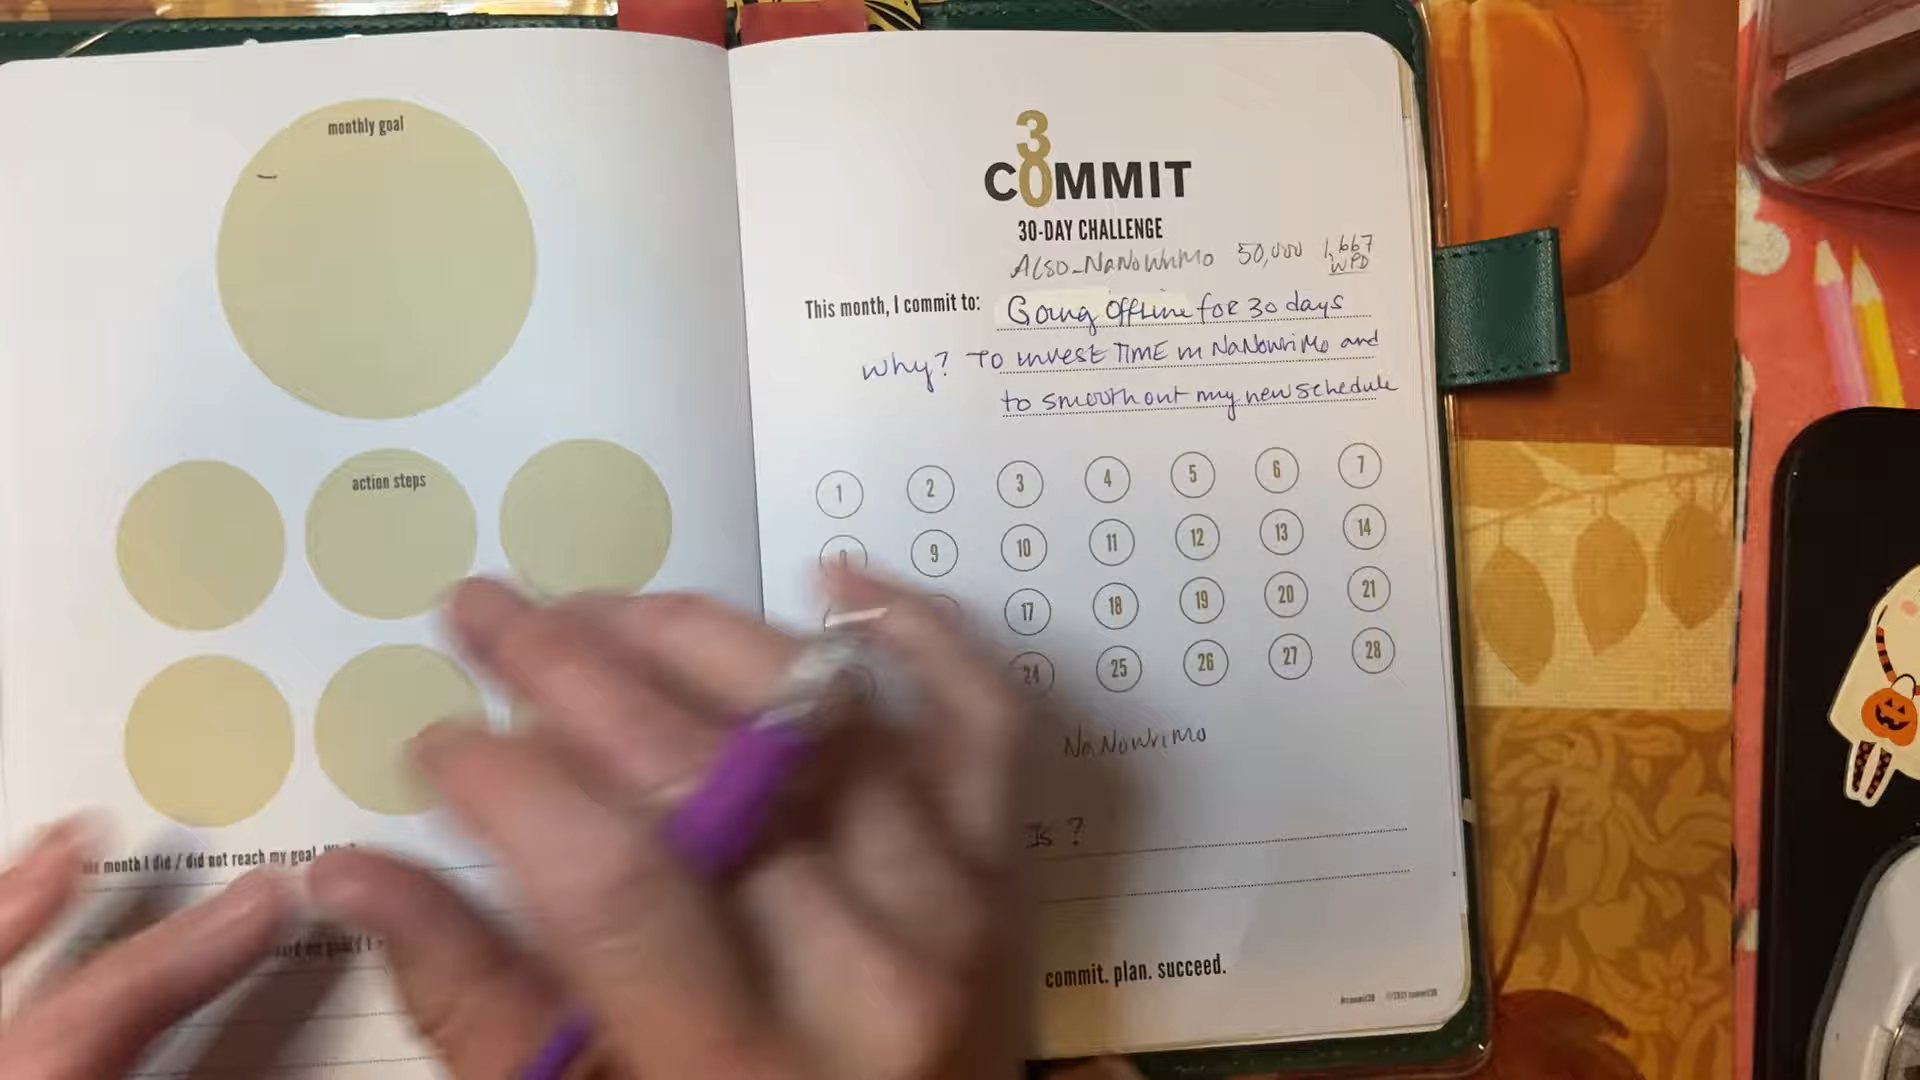 monthly goal
action steps
month I did / did not reach my goal.
3
COMMIT
30-DAY CHALLENGE
Also-NaNoWriMo 50,000 1,667
WPD
This month, I commit to: Going Offline for 30 days
Why? To invest TIME in NaNoWriMo and
to smooth out my new schedule
1 2 3 4 5 6 7
9 10 11 12 13 14
17 18 19 20 21
24 25 26 27 28
NaNoWriMo
Is?
commit. plan. succeed.